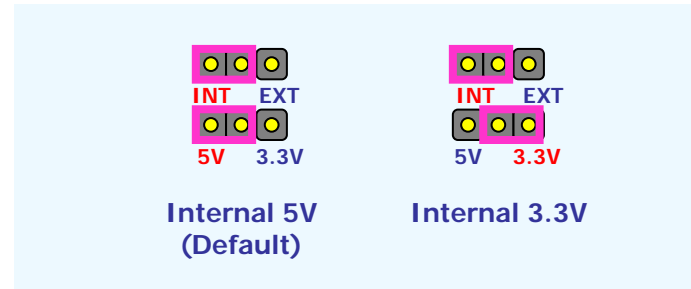 INT EXT
5V 3.3V
Internal 5V
(Default)
INT EXT
5V 3.3V
Internal 3.3V